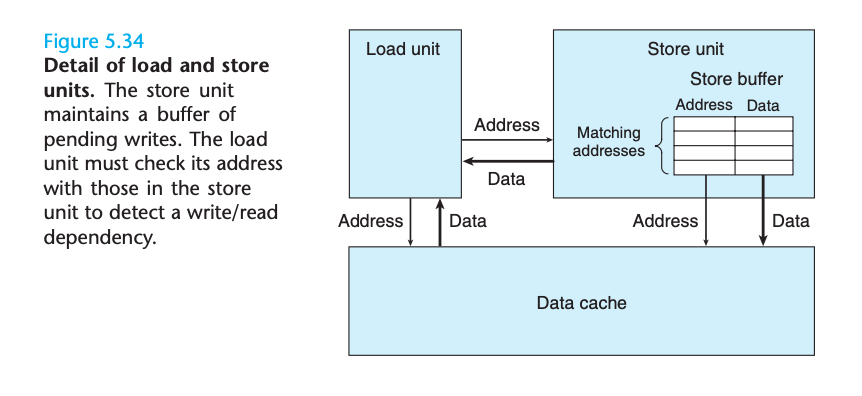 Figure 5.34
Detail of load and store
units. The store unit
maintains a buffer of
pending writes. The load
unit must check its address
with those in the store
unit to detect a write/read
dependency.
Load unit
Store unit
Store buffer
Address Data
Matching
addresses
Address
Data
Address
Data
Address
Data
Data cache